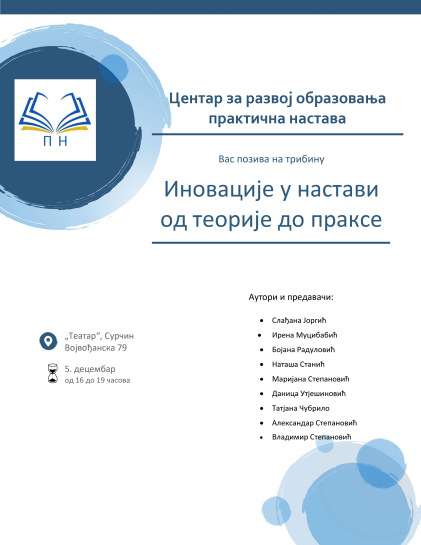 П Н
Центар за развој образовања
практична настава
Вас позива на трибину
Иновације у настави
од теорије до праксе
Аутори и предавачи:
• Слађана Јоргић
• Ирена Муцибабић
• Бојана Радуловић
• Наташа Станић
• Маријана Степановић
• Даница Утјешиновић
• Татјана Чубрило
• Александар Степановић
• Владимир Степановић
„Театар“, Сурчин
Војвођанска 79
5. децембар
од 16 до 19 часова